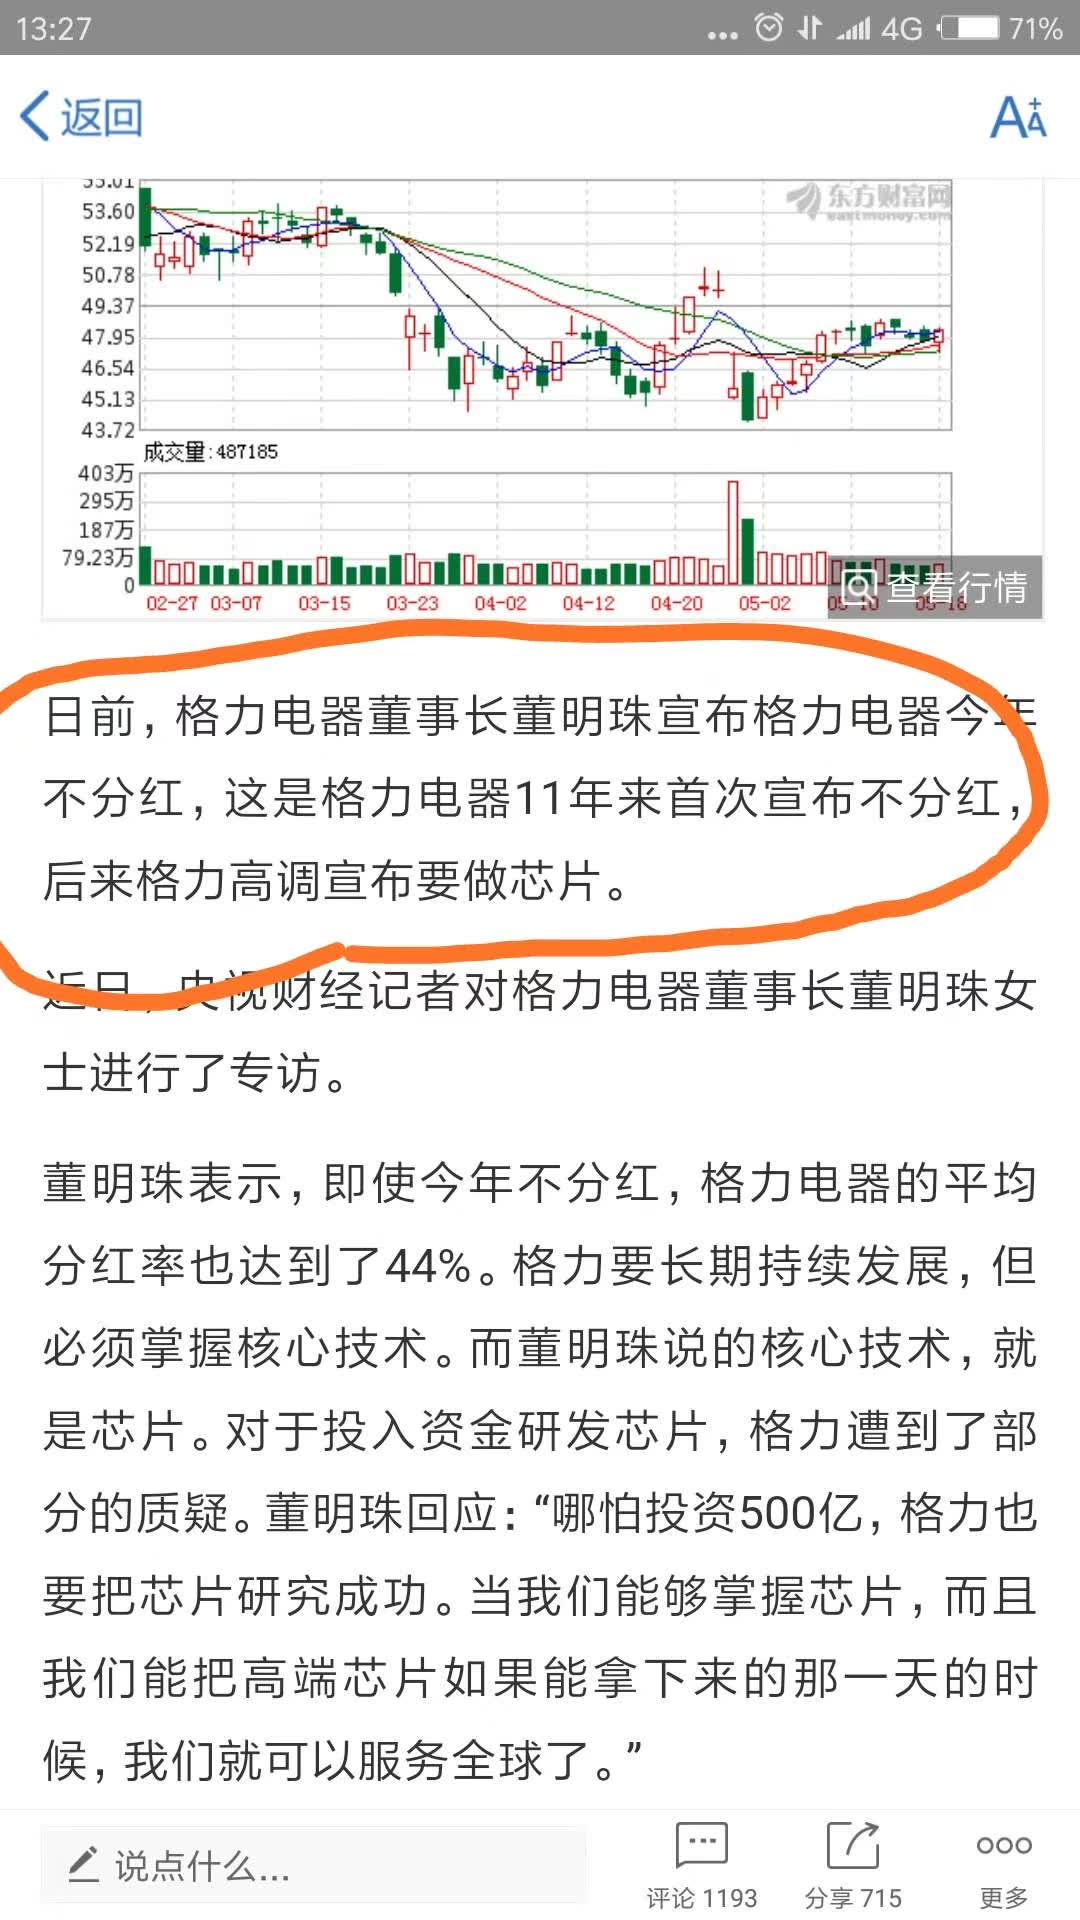 13:27
4G
71%
返回
A+A
55.01
53.60
52.19
50.78
49.37
47.95
46.54
45.13
43.72
东方财富网
eastmoney.com
成交量:487185
403万
295万
187万
79.23万
0
02-27 03-07 03-15 03-23 04-02 04-12 04-20 05-02 05-10 05-18
查看行情
日前，格力电器董事长董明珠宣布格力电器今年
不分红，这是格力电器11年来首次宣布不分红，
后来格力高调宣布要做芯片。
近日，央视财经记者对格力电器董事长董明珠女
士进行了专访。
董明珠表示，即使今年不分红，格力电器的平均
分红率也达到了44%。格力要长期持续发展，但
必须掌握核心技术。而董明珠说的核心技术，就
是芯片。对于投入资金研发芯片，格力遭到了部
分的质疑。董明珠回应：“哪怕投资500亿，格力也
要把芯片研究成功。当我们能够掌握芯片，而且
我们能把高端芯片如果能拿下来的那一天的时
候，我们就可以服务全球了。”
说点什么...
评论 1193
分享 715
更多